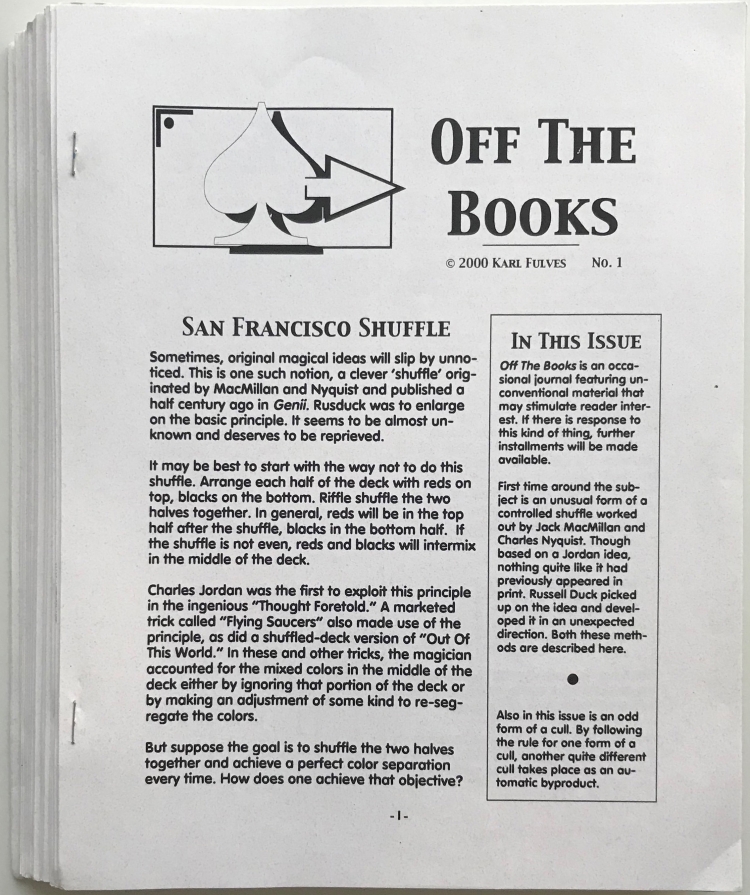 OFF THE
BOOKS
© 2000 KARL FULVES No. 1
SAN FRANCISCO SHUFFLE
Sometimes, original magical ideas will slip by unno-
ticed. This is one such notion, a clever 'shuffle' orig-
inated by MacMillan and Nyquist and published a
half century ago in Genii. Rusduck was to enlarge
on the basic principle. It seems to be almost un-
known and deserves to be reprieved.
It may be best to start with the way not to do this
shuffle. Arrange each half of the deck with reds on
top, blacks on the bottom. Riffle shuffle the two
halves together. In general, reds will be in the top
half after the shuffle, blacks in the bottom half. If
the shuffle is not even, reds and blacks will intermix
in the middle of the deck.
Charles Jordan was the first to exploit this principle
in the ingenious "Thought Foretold." A marketed
trick called "Flying Saucers" also made use of the
principle, as did a shuffled-deck version of "Out Of
This World." In these and other tricks, the magician
accounted for the mixed colors in the middle of the
deck either by ignoring that portion of the deck or
by making an adjustment of some kind to re-seg-
regate the colors.
But suppose the goal is to shuffle the two halves
together and achieve a perfect color separation
every time. How does one achieve that objective?
IN THIS ISSUE
Off The Books is an occa-
sional journal featuring un-
conventional material that
may stimulate reader inter-
est. If there is response to
this kind of thing, further
installments will be made
available.
First time around the sub-
ject is an unusual form of a
controlled shuffle worked
out by Jack MacMillan and
Charles Nyquist. Though
based on a Jordan idea,
nothing quite like it had
previously appeared in
print. Russell Duck picked
up on the idea and devel-
oped it in an unexpected
direction. Both these meth-
ods are described here.
Also in this issue is an odd
form of a cull. By following
the rule for one form of a
cull, another quite different
cull takes place as an au-
tomatic byproduct.
-1-